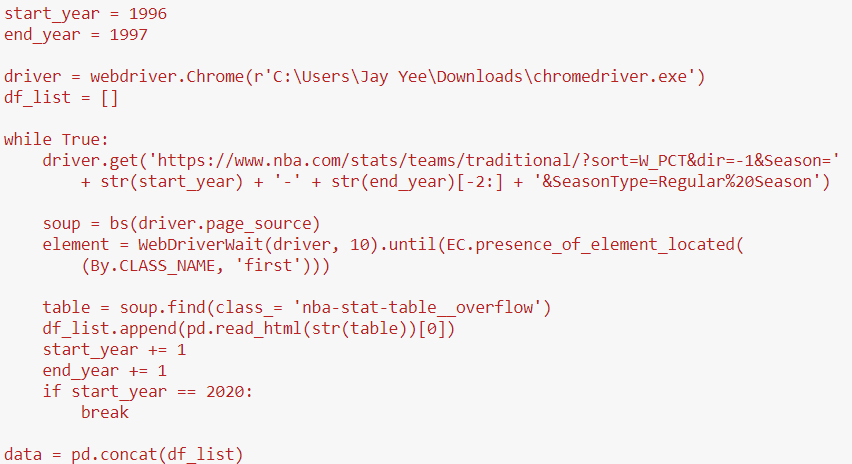 start_year = 1996
end_year = 1997

driver = webdriver.Chrome(r'C:\Users\Jay Yee\Downloads\chromedriver.exe')
df_list = []

while True:
    driver.get('https://www.nba.com/stats/teams/traditional/?sort=W_PCT&dir=-1&Season='
        + str(start_year) + '-' + str(end_year)[-2:] + '&SeasonType=Regular%20Season')

    soup = bs(driver.page_source)
    element = WebDriverWait(driver, 10).until(EC.presence_of_element_located(
        (By.CLASS_NAME, 'first')))

    table = soup.find(class_= 'nba-stat-table__overflow')
    df_list.append(pd.read_html(str(table))[0])
    start_year += 1
    end_year += 1
    if start_year == 2020:
        break

data = pd.concat(df_list)